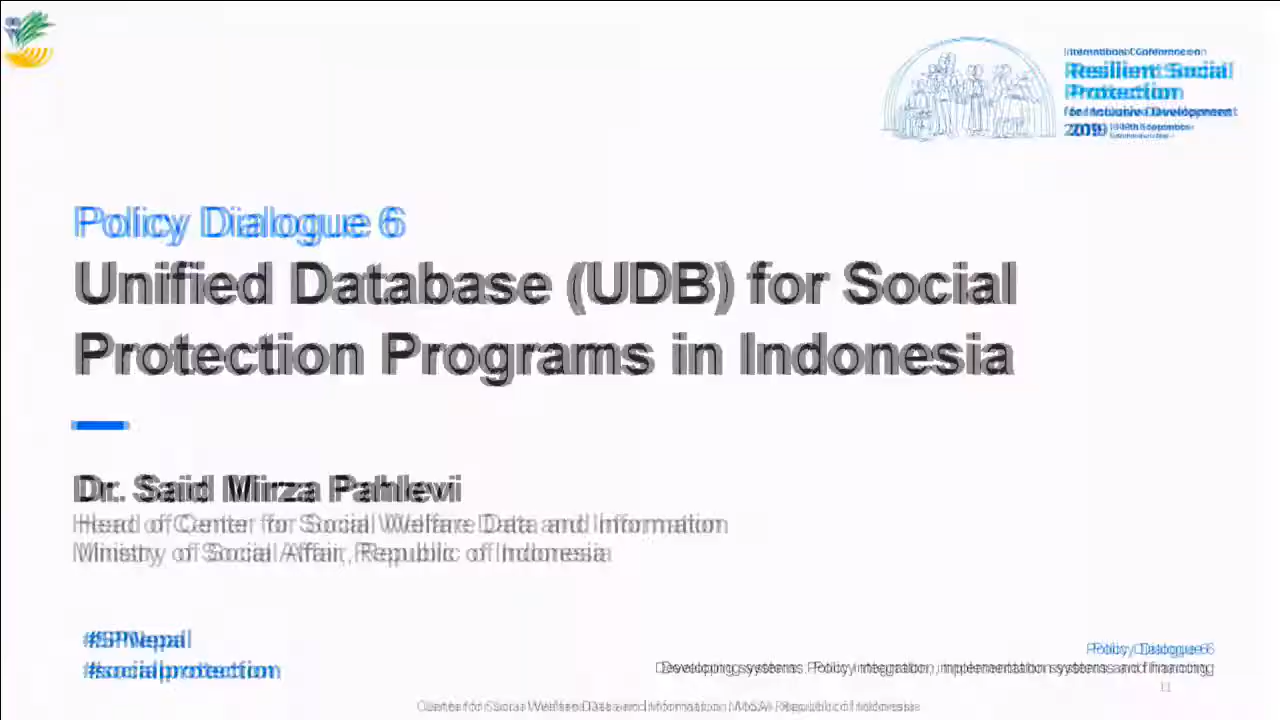 International Conference on
Resilient Social
Protection
for Inclusive Development
2019
Policy Dialogue 6
Unified Database (UDB) for Social
Protection Programs in Indonesia
Dr. Said Mirza Pahlevi
Head of Center for Social Welfare Data and Information
Ministry of Social Affair, Republic of Indonesia
#SPNepal
#socialprotection
Policy Dialogue 6
Developing systems: Policy integration, implementation systems and financing
Center for Social Welfare Data and Information, MoSA - Republic of Indonesia